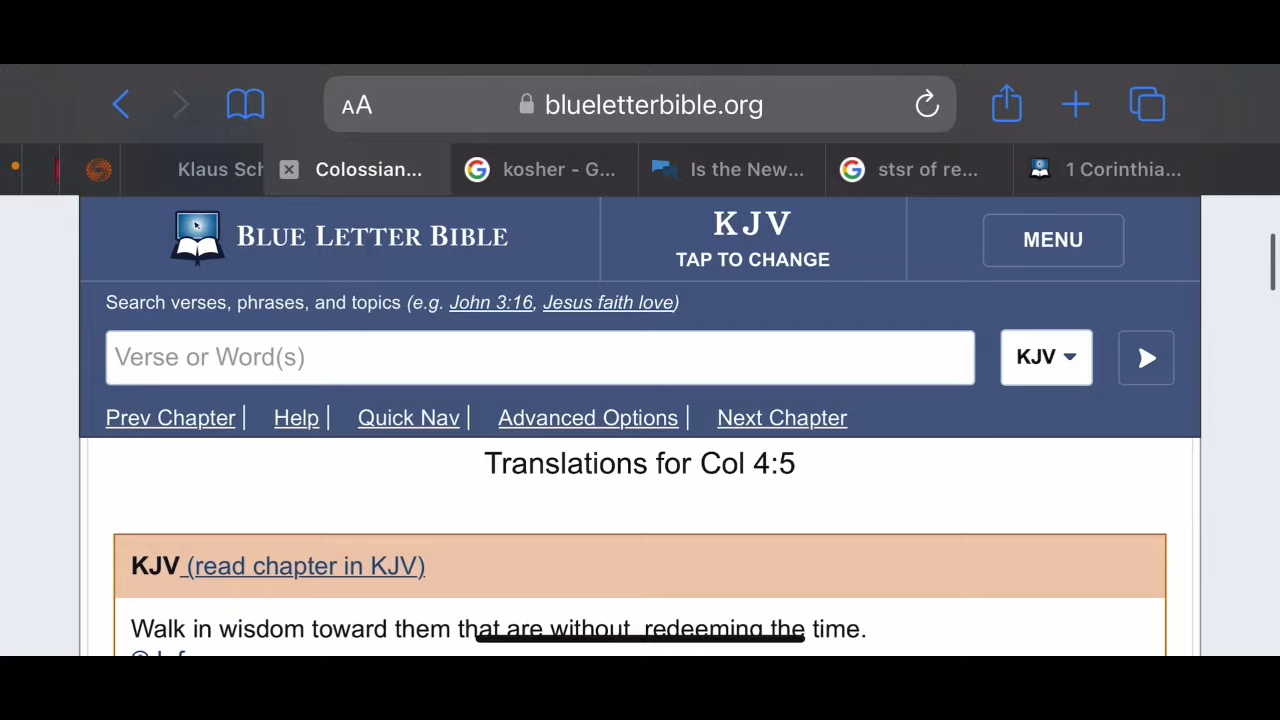 AA blueletterbible.org
Klaus Sch Colossian... kosher - G... Is the New... stsr of re... 1 Corinthia...
BLUE LETTER BIBLE
KJV
TAP TO CHANGE
MENU
Search verses, phrases, and topics (e.g. John 3:16, Jesus faith love)
Verse or Word(s)
KJV
Prev Chapter | Help | Quick Nav | Advanced Options | Next Chapter
Translations for Col 4:5
KJV (read chapter in KJV)
Walk in wisdom toward them that are without, redeeming the time.